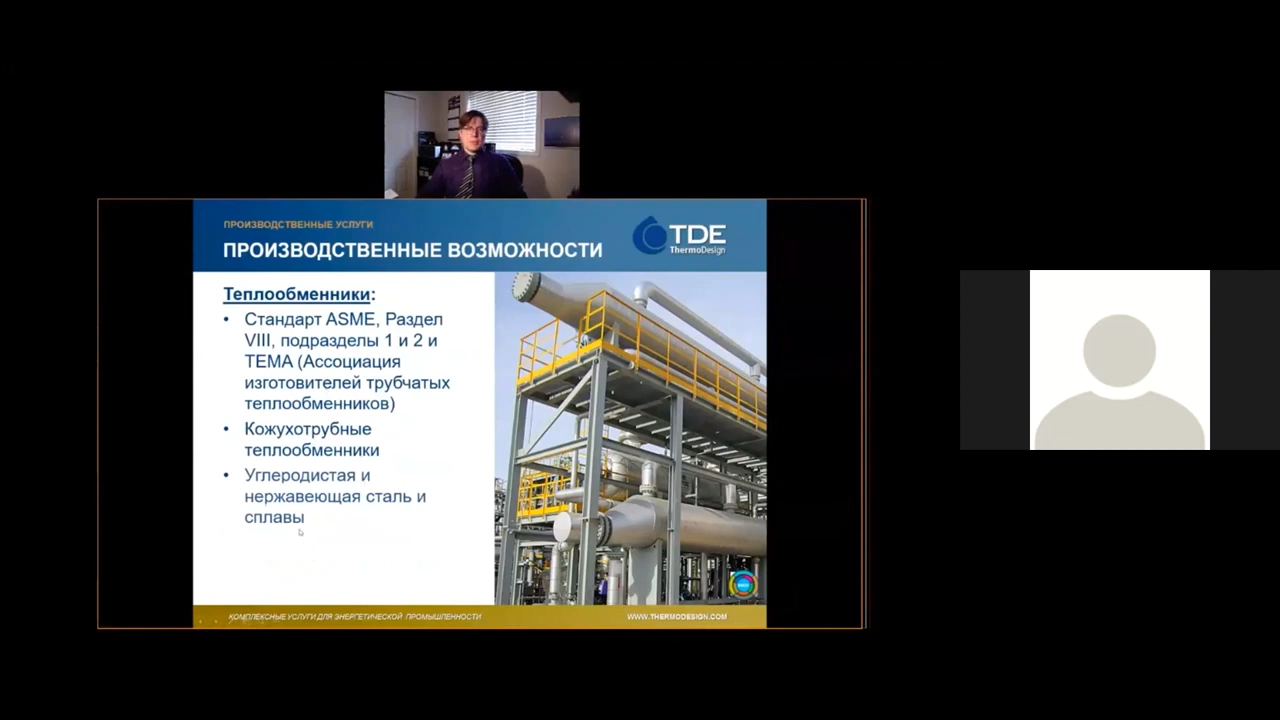 ПРОИЗВОДСТВЕННЫЕ УСЛУГИ
ПРОИЗВОДСТВЕННЫЕ ВОЗМОЖНОСТИ
TDE
ThermoDesign
Теплообменники:
• Стандарт ASME, Раздел
VIII, подразделы 1 и 2 и
TEMA (Ассоциация
изготовителей трубчатых
теплообменников)
• Кожухотрубные
теплообменники
• Углеродистая и
нержавеющая сталь и
сплавы
КОМПЛЕКСНЫЕ УСЛУГИ ДЛЯ ЭНЕРГЕТИЧЕСКОЙ ПРОМЫШЛЕННОСТИ
WWW.THERMODESIGN.COM